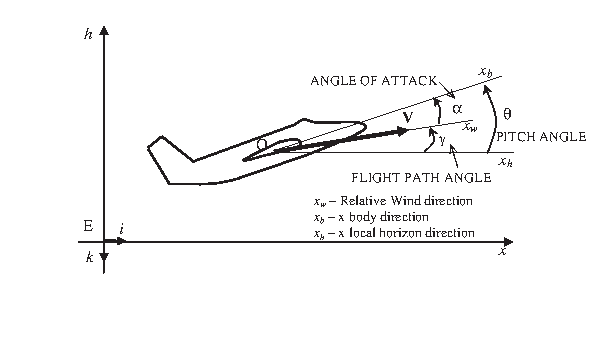 h
ANGLE OF ATTACK
x_b
α
θ
V
x_w
PITCH ANGLE
O
γ
x_h
FLIGHT PATH ANGLE
x_w – Relative Wind direction
x_b – x body direction
x_h – x local horizon direction
E
i
k
x